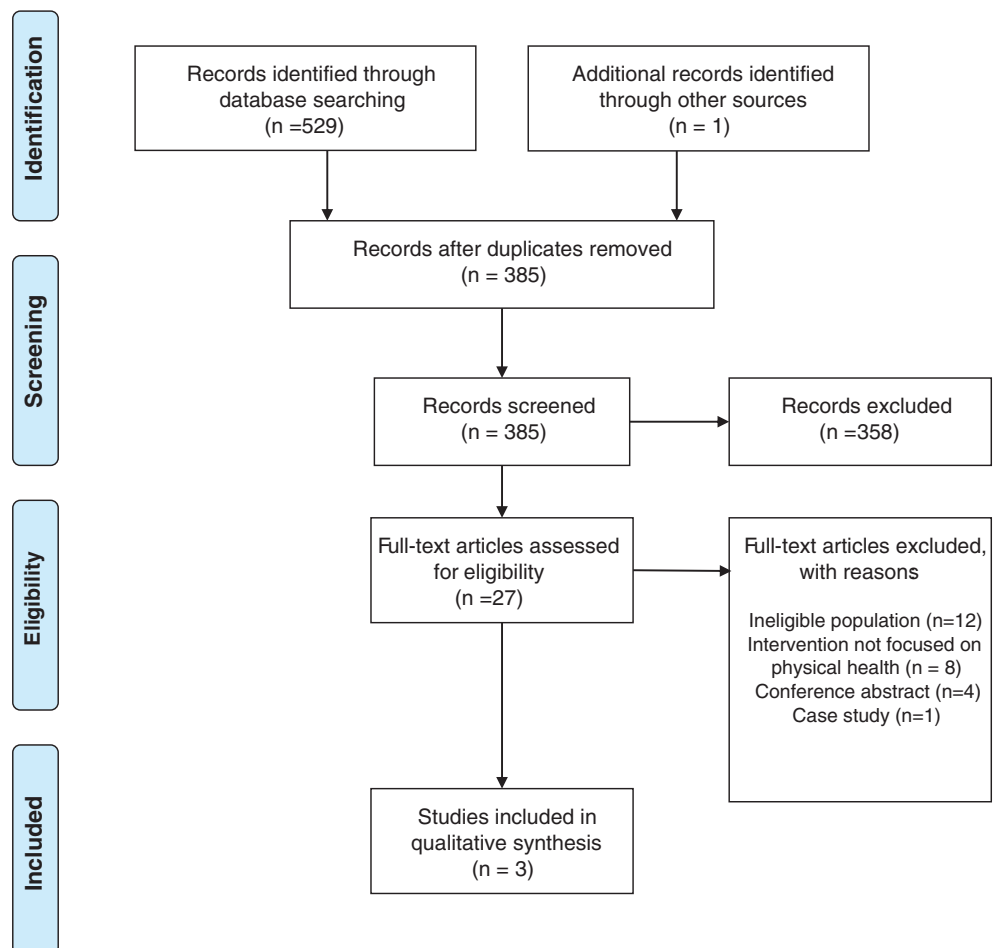 Identification
Records identified through
database searching
(n =529)
Additional records identified
through other sources
(n = 1)
Records after duplicates removed
(n = 385)
Screening
Records screened
(n = 385)
Records excluded
(n =358)
Eligibility
Full-text articles assessed
for eligibility
(n =27)
Full-text articles excluded,
with reasons
Ineligible population (n=12)
Intervention not focused on
physical health (n = 8)
Conference abstract (n=4)
Case study (n=1)
Included
Studies included in
qualitative synthesis
(n = 3)